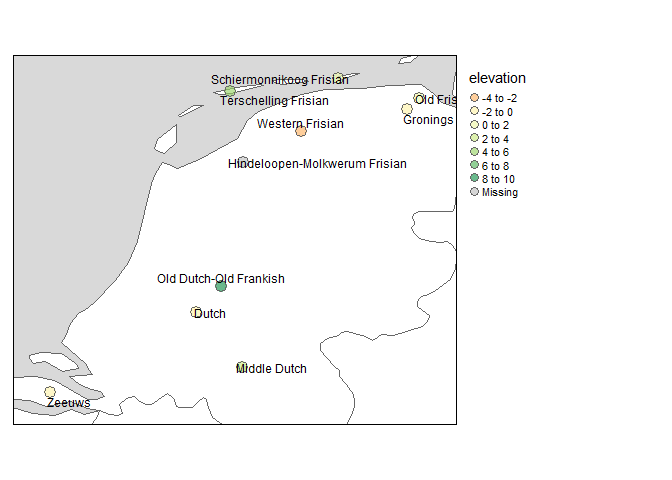 Schiermonnikoog Frisian
Terschelling Frisian
Old Fris
Gronings
Western Frisian
Hindeloopen-Molkwerum Frisian
Old Dutch-Old Frankish
Dutch
Middle Dutch
Zeeuws
elevation
-4 to -2
-2 to 0
0 to 2
2 to 4
4 to 6
6 to 8
8 to 10
Missing